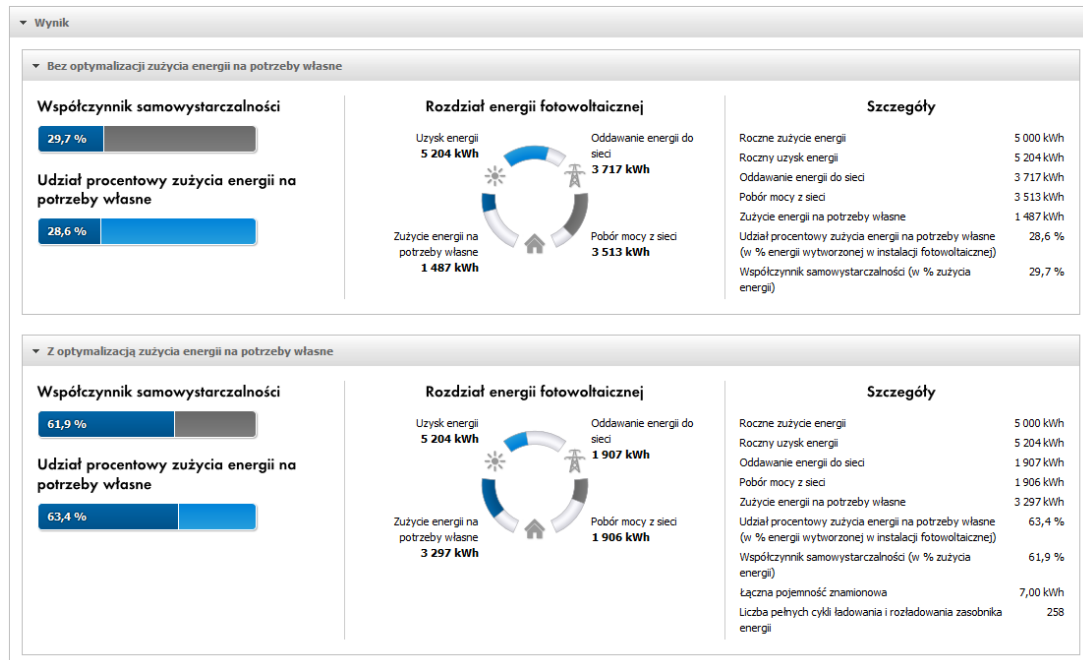 Wynik
Bez optymalizacji zużycia energii na potrzeby własne
Współczynnik samowystarczalności
29,7 %
Udział procentowy zużycia energii na
potrzeby własne
28,6 %
Rozdział energii fotowoltaicznej
Uzysk energii
5 204 kWh
Oddawanie energii do
sieci
3 717 kWh
Zużycie energii na
potrzeby własne
1 487 kWh
Pobór mocy z sieci
3 513 kWh
Szczegóły
Roczne zużycie energii 5 000 kWh
Roczny uzysk energii 5 204 kWh
Oddawanie energii do sieci 3 717 kWh
Pobór mocy z sieci 3 513 kWh
Zużycie energii na potrzeby własne 1 487 kWh
Udział procentowy zużycia energii na potrzeby własne 28,6 %
(w % energii wytworzonej w instalacji fotowoltaicznej)
Współczynnik samowystarczalności (w % zużycia 29,7 %
energii)
Z optymalizacją zużycia energii na potrzeby własne
Współczynnik samowystarczalności
61,9 %
Udział procentowy zużycia energii na
potrzeby własne
63,4 %
Rozdział energii fotowoltaicznej
Uzysk energii
5 204 kWh
Oddawanie energii do
sieci
1 907 kWh
Zużycie energii na
potrzeby własne
3 297 kWh
Pobór mocy z sieci
1 906 kWh
Szczegóły
Roczne zużycie energii 5 000 kWh
Roczny uzysk energii 5 204 kWh
Oddawanie energii do sieci 1 907 kWh
Pobór mocy z sieci 1 906 kWh
Zużycie energii na potrzeby własne 3 297 kWh
Udział procentowy zużycia energii na potrzeby własne 63,4 %
(w % energii wytworzonej w instalacji fotowoltaicznej)
Współczynnik samowystarczalności (w % zużycia 61,9 %
energii)
Łączna pojemność znamionowa 7,00 kWh
Liczba pełnych cykli ładowania i rozładowania zasobnika 258
energii